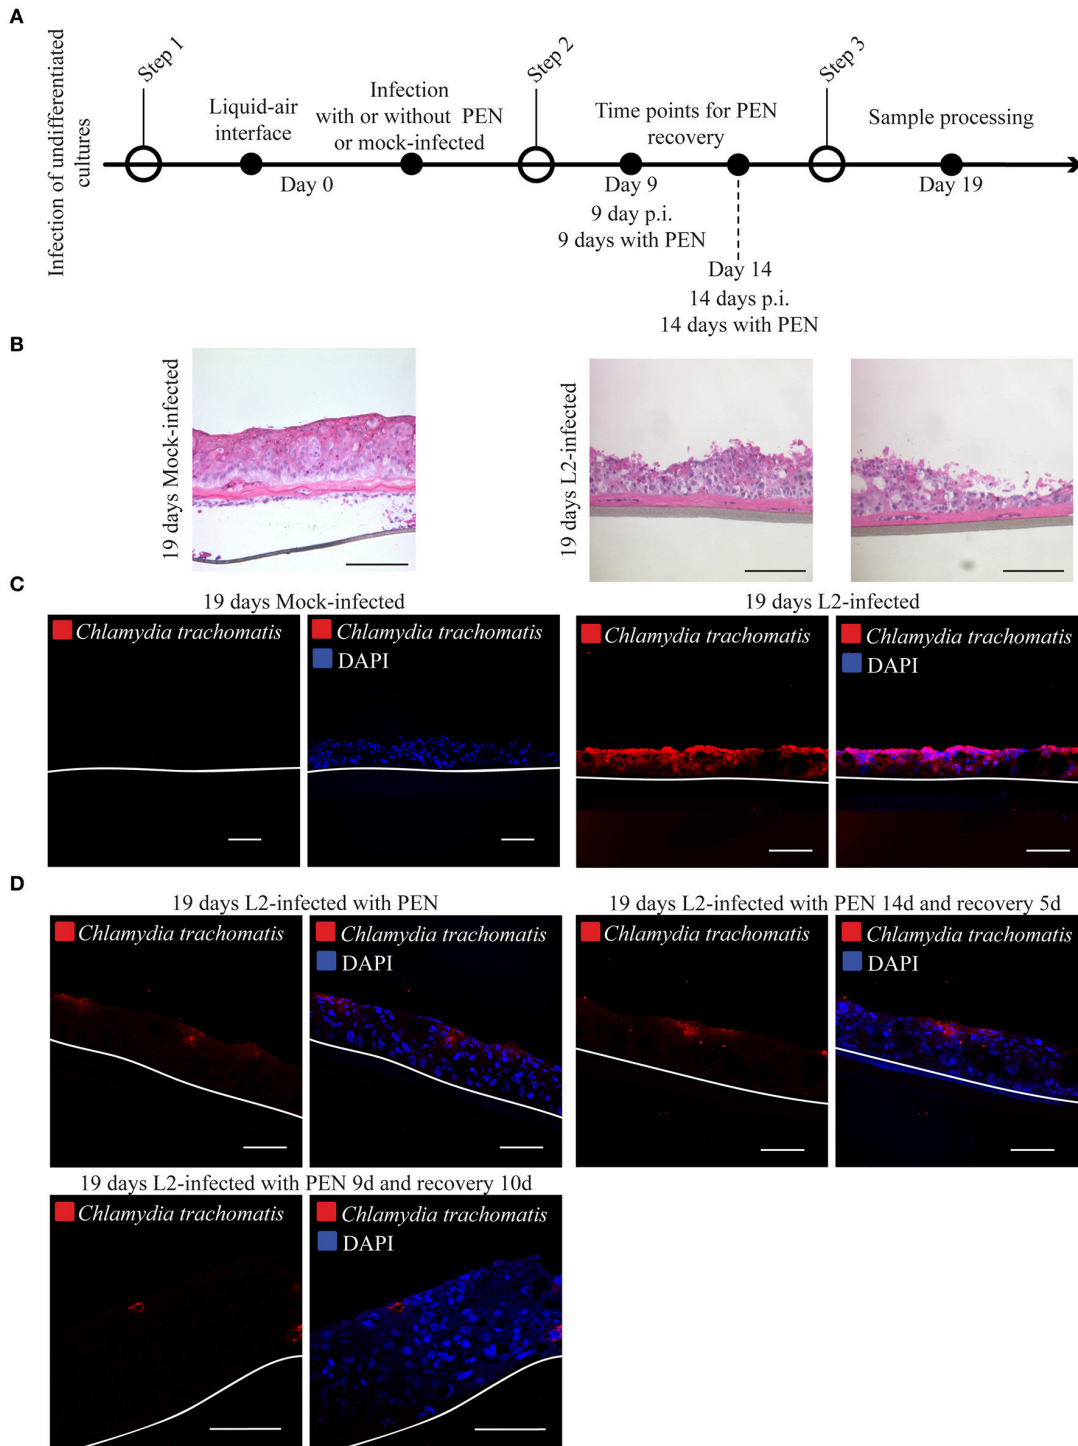 A
Infection of undifferentiated
cultures
Step 1
Liquid-air
interface
Day 0
Infection
with or without PEN
or mock-infected
Step 2
Time points for PEN
recovery
Day 9
9 day p.i.
9 days with PEN
Day 14
14 days p.i.
14 days with PEN
Step 3
Sample processing
Day 19
B
19 days Mock-infected
19 days L2-infected
C
19 days Mock-infected
Chlamydia trachomatis
Chlamydia trachomatis
DAPI
19 days L2-infected
Chlamydia trachomatis
Chlamydia trachomatis
DAPI
D
19 days L2-infected with PEN
Chlamydia trachomatis
Chlamydia trachomatis
DAPI
19 days L2-infected with PEN 14d and recovery 5d
Chlamydia trachomatis
Chlamydia trachomatis
DAPI
19 days L2-infected with PEN 9d and recovery 10d
Chlamydia trachomatis
Chlamydia trachomatis
DAPI